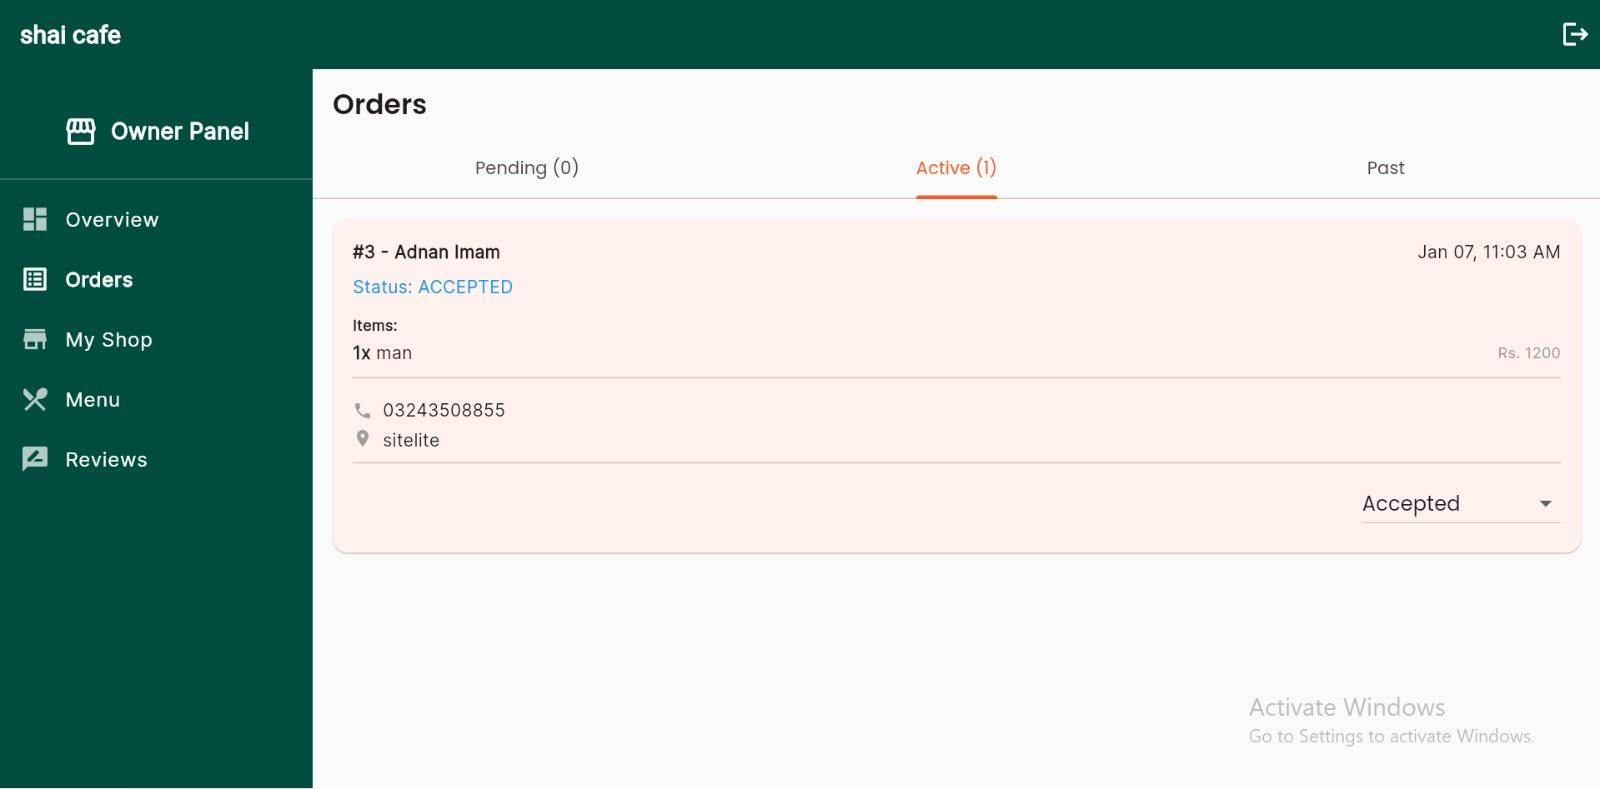 shai cafe
Owner Panel
Overview
Orders
My Shop
Menu
Reviews
Orders
Pending (0)
Active (1)
Past
#3 - Adnan Imam
Jan 07, 11:03 AM
Status: ACCEPTED
Items:
1x man
Rs. 1200
03243508855
sitelite
Accepted
Activate Windows
Go to Settings to activate Windows.